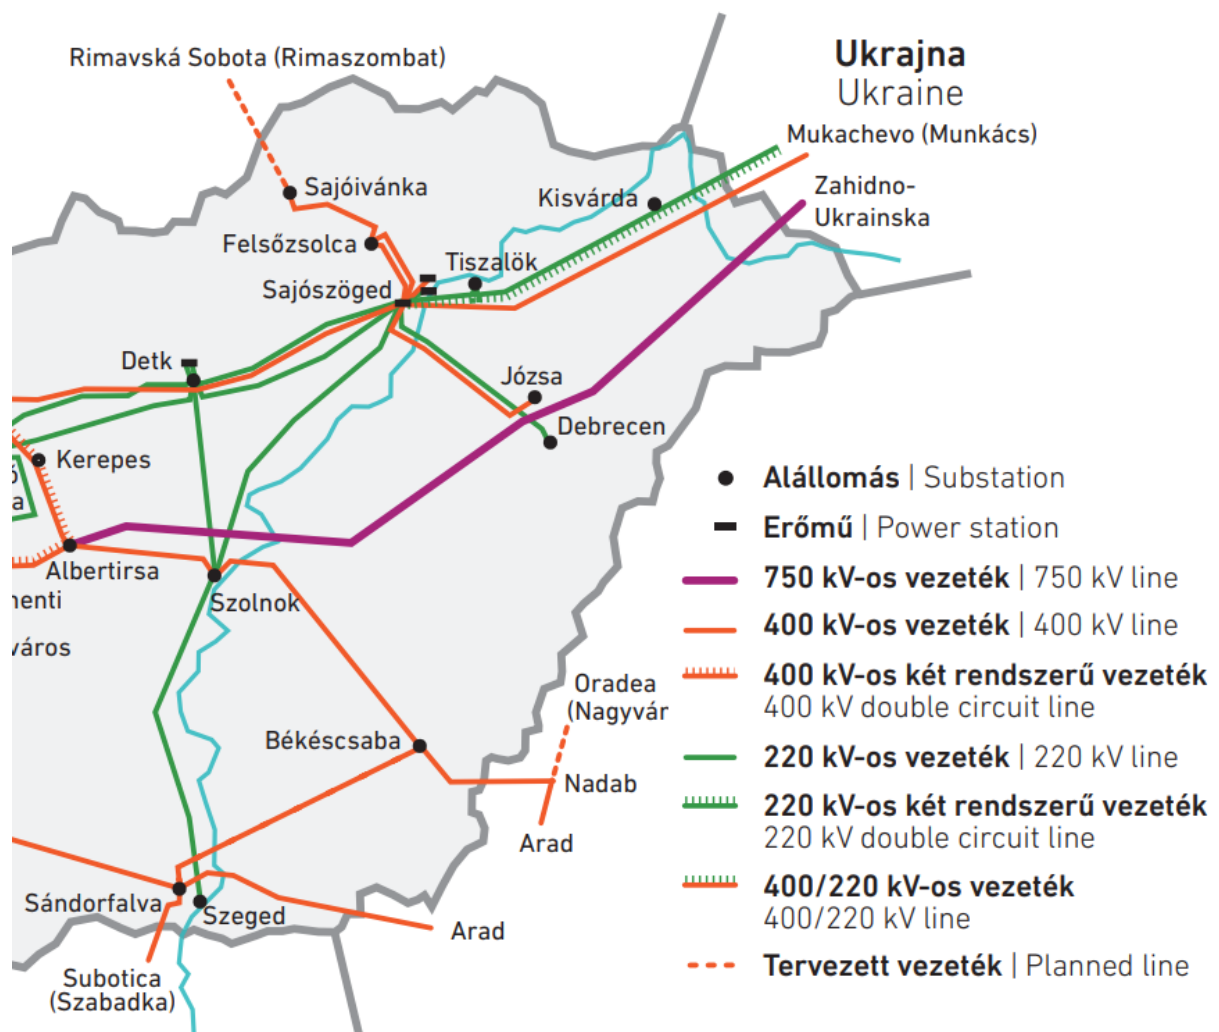 Rimavská Sobota (Rimaszombat)
Ukrajna
Ukraine
Mukachevo (Munkács)
Zahidno-
Ukrainska
Sajóivánka
Kisvárda
Felsőzsolca
Tiszalök
Sajószöged
Detk
Józsa
Debrecen
Kerepes
ő
a
Albertirsa
menti
Szolnok
város
Oradea
(Nagyvár
Békéscsaba
Nadab
Arad
Sándorfalva
Szeged
Arad
Subotica
(Szabadka)
Alállomás | Substation
Erőmű | Power station
750 kV-os vezeték | 750 kV line
400 kV-os vezeték | 400 kV line
400 kV-os két rendszerű vezeték
400 kV double circuit line
220 kV-os vezeték | 220 kV line
220 kV-os két rendszerű vezeték
220 kV double circuit line
400/220 kV-os vezeték
400/220 kV line
Tervezett vezeték | Planned line